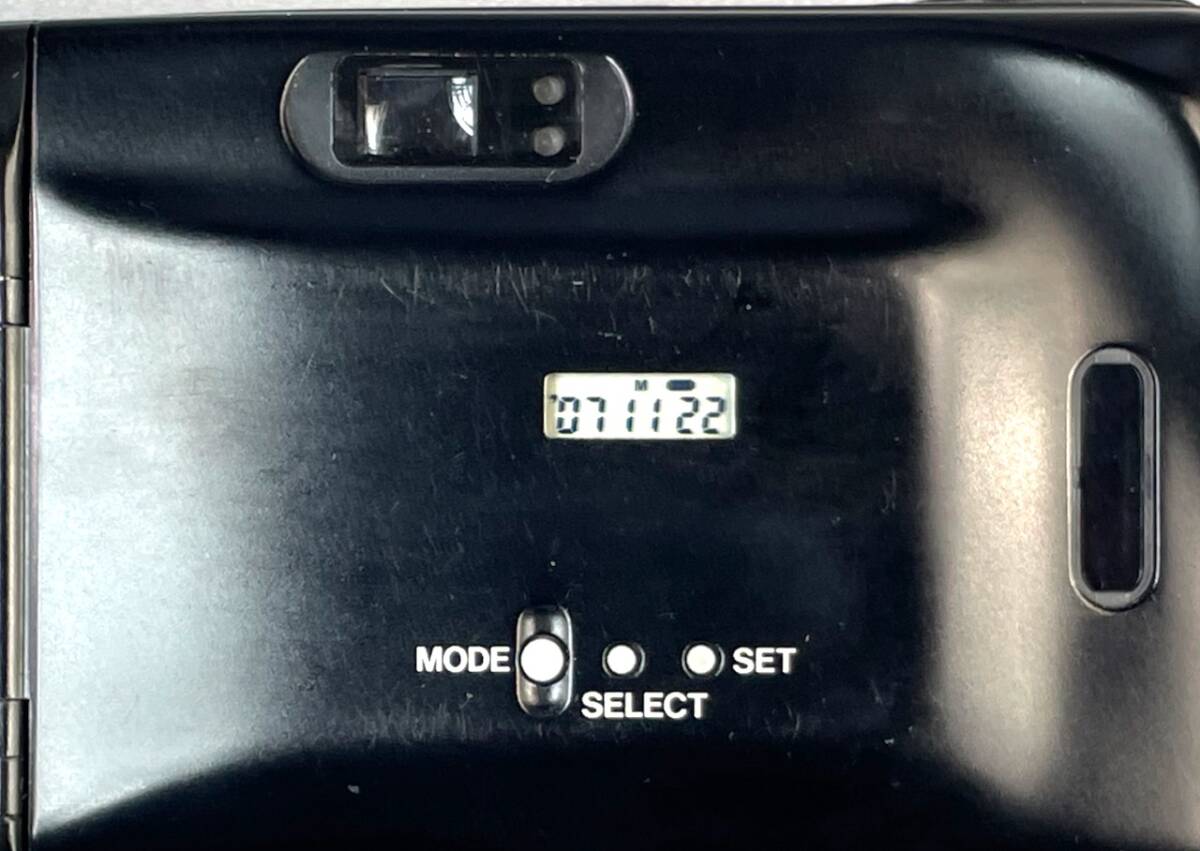 M
'07 11 22
MODE
SET
SELECT